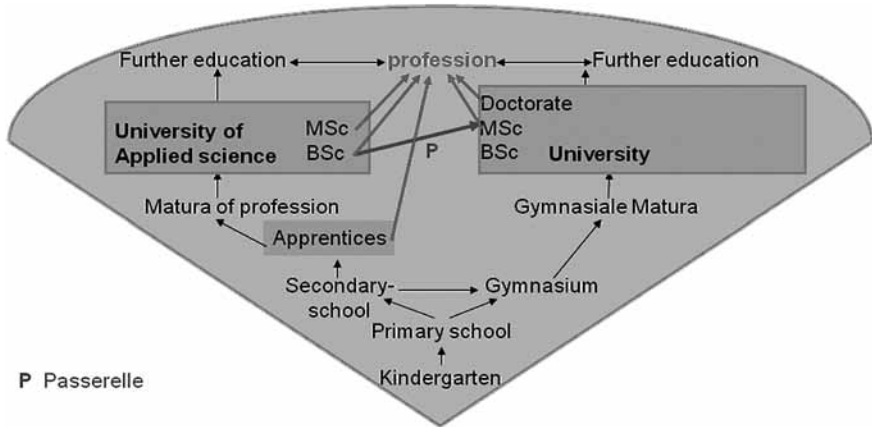 Further education
profession
Further education
University of
Applied science
MSc
BSc
P
Doctorate
MSc
BSc
University
Matura of profession
Gymnasiale Matura
Apprentices
Secondary-
school
Gymnasium
Primary school
Kindergarten
P Passerelle